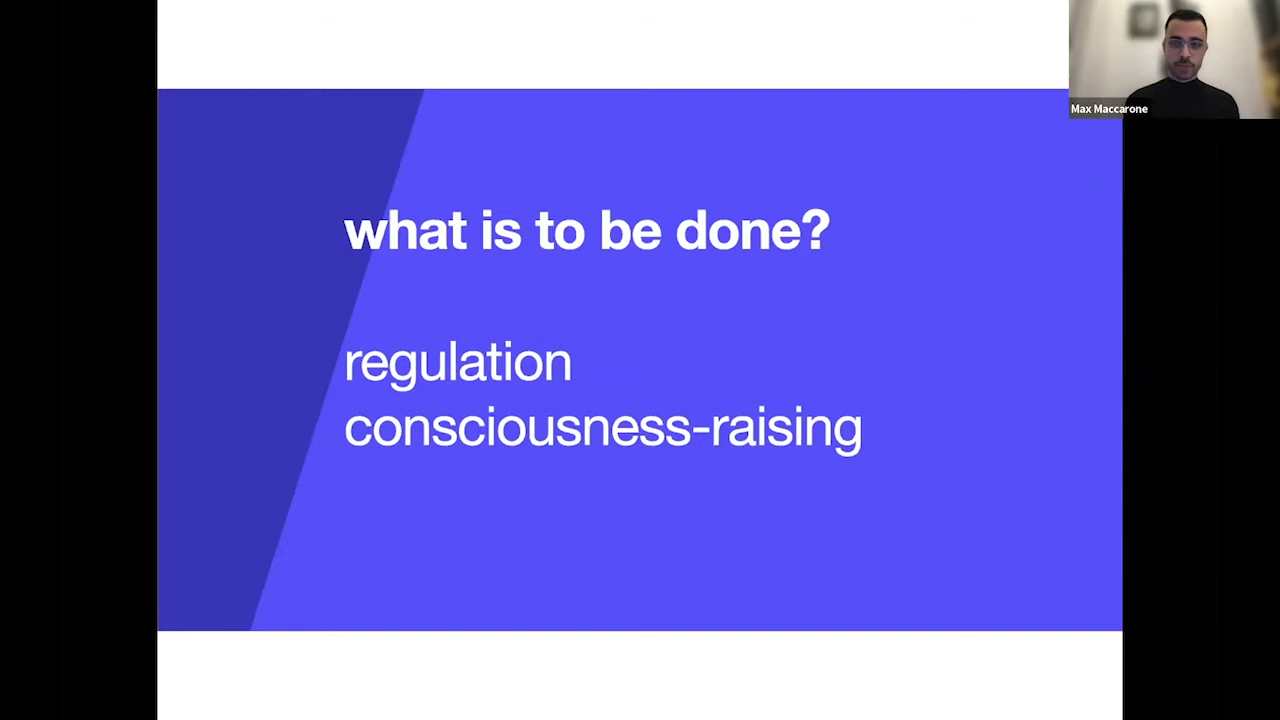 Max Maccarone
what is to be done?
regulation
consciousness-raising